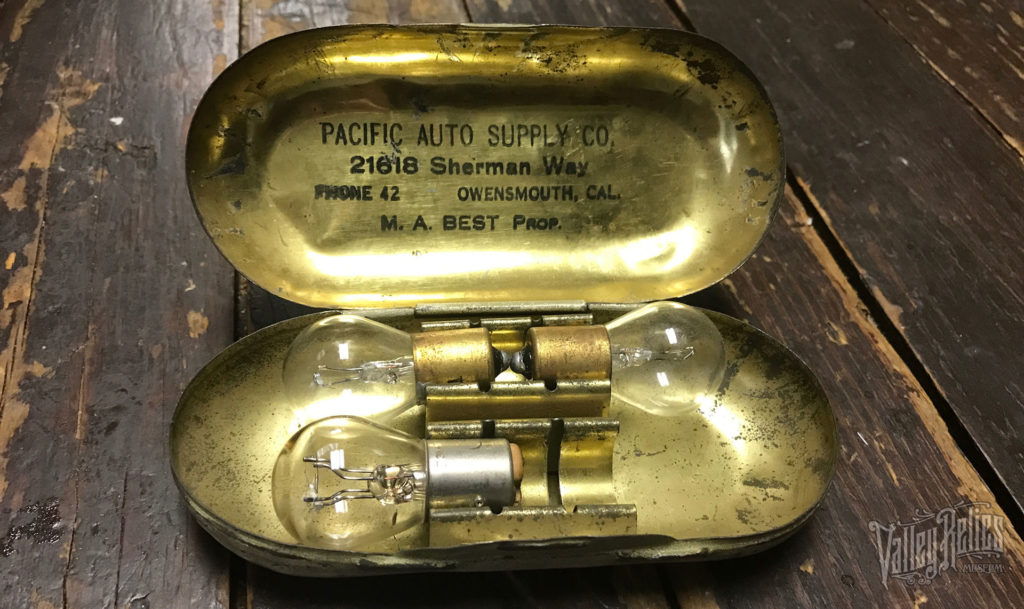 PACIFIC AUTO SUPPLY CO.
21618 Sherman Way
PHONE 42 OWENSMOUTH, CAL.
M. A. BEST PROP.
Valley Relics
MUSEUM